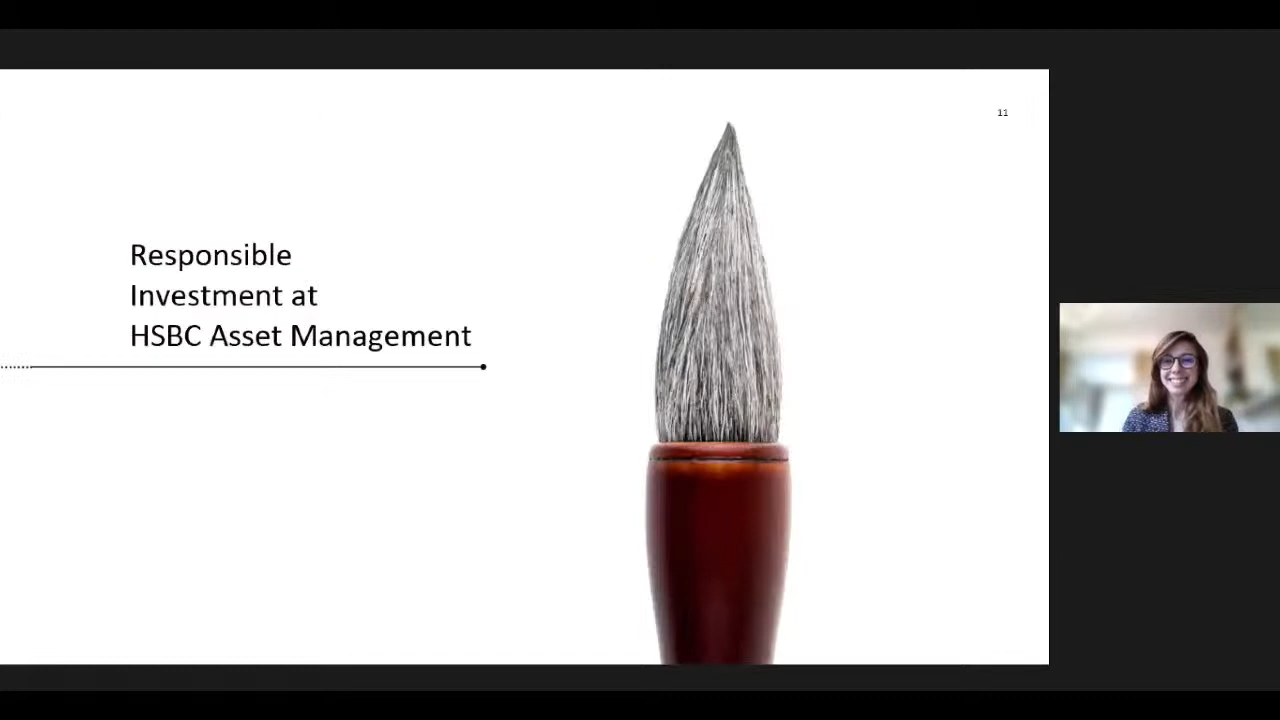 11
Responsible
Investment at
HSBC Asset Management